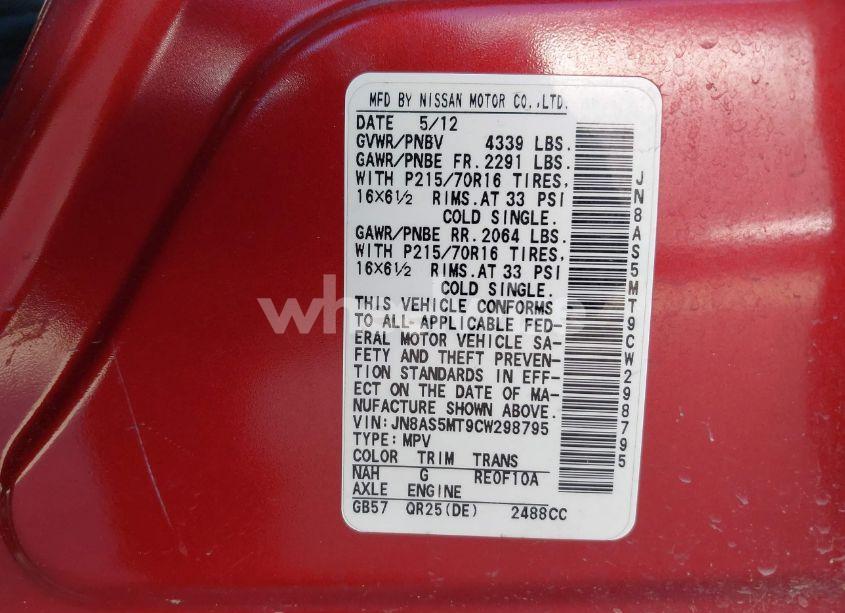 MFD BY NISSAN MOTOR CO.,LTD.
DATE 5/12
GVWR/PNBV 4339 LBS.
GAWR/PNBE FR. 2291 LBS.
WITH P215/70R16 TIRES,
16X6½ RIMS. AT 33 PSI
COLD SINGLE.
GAWR/PNBE RR. 2064 LBS.
WITH P215/70R16 TIRES,
16X6½ RIMS. AT 33 PSI
COLD SINGLE.
THIS VEHICLE CONFORMS
TO ALL APPLICABLE FED-
ERAL MOTOR VEHICLE SA-
FETY AND THEFT PREVEN-
TION STANDARDS IN EFF-
ECT ON THE DATE OF MA-
NUFACTURE SHOWN ABOVE.
VIN: JN8AS5MT9CW298795
TYPE: MPV
COLOR TRIM TRANS
NAH G RE0F10A
AXLE ENGINE
GB57 QR25(DE) 2488CC
JN8AS5MT9CW298795